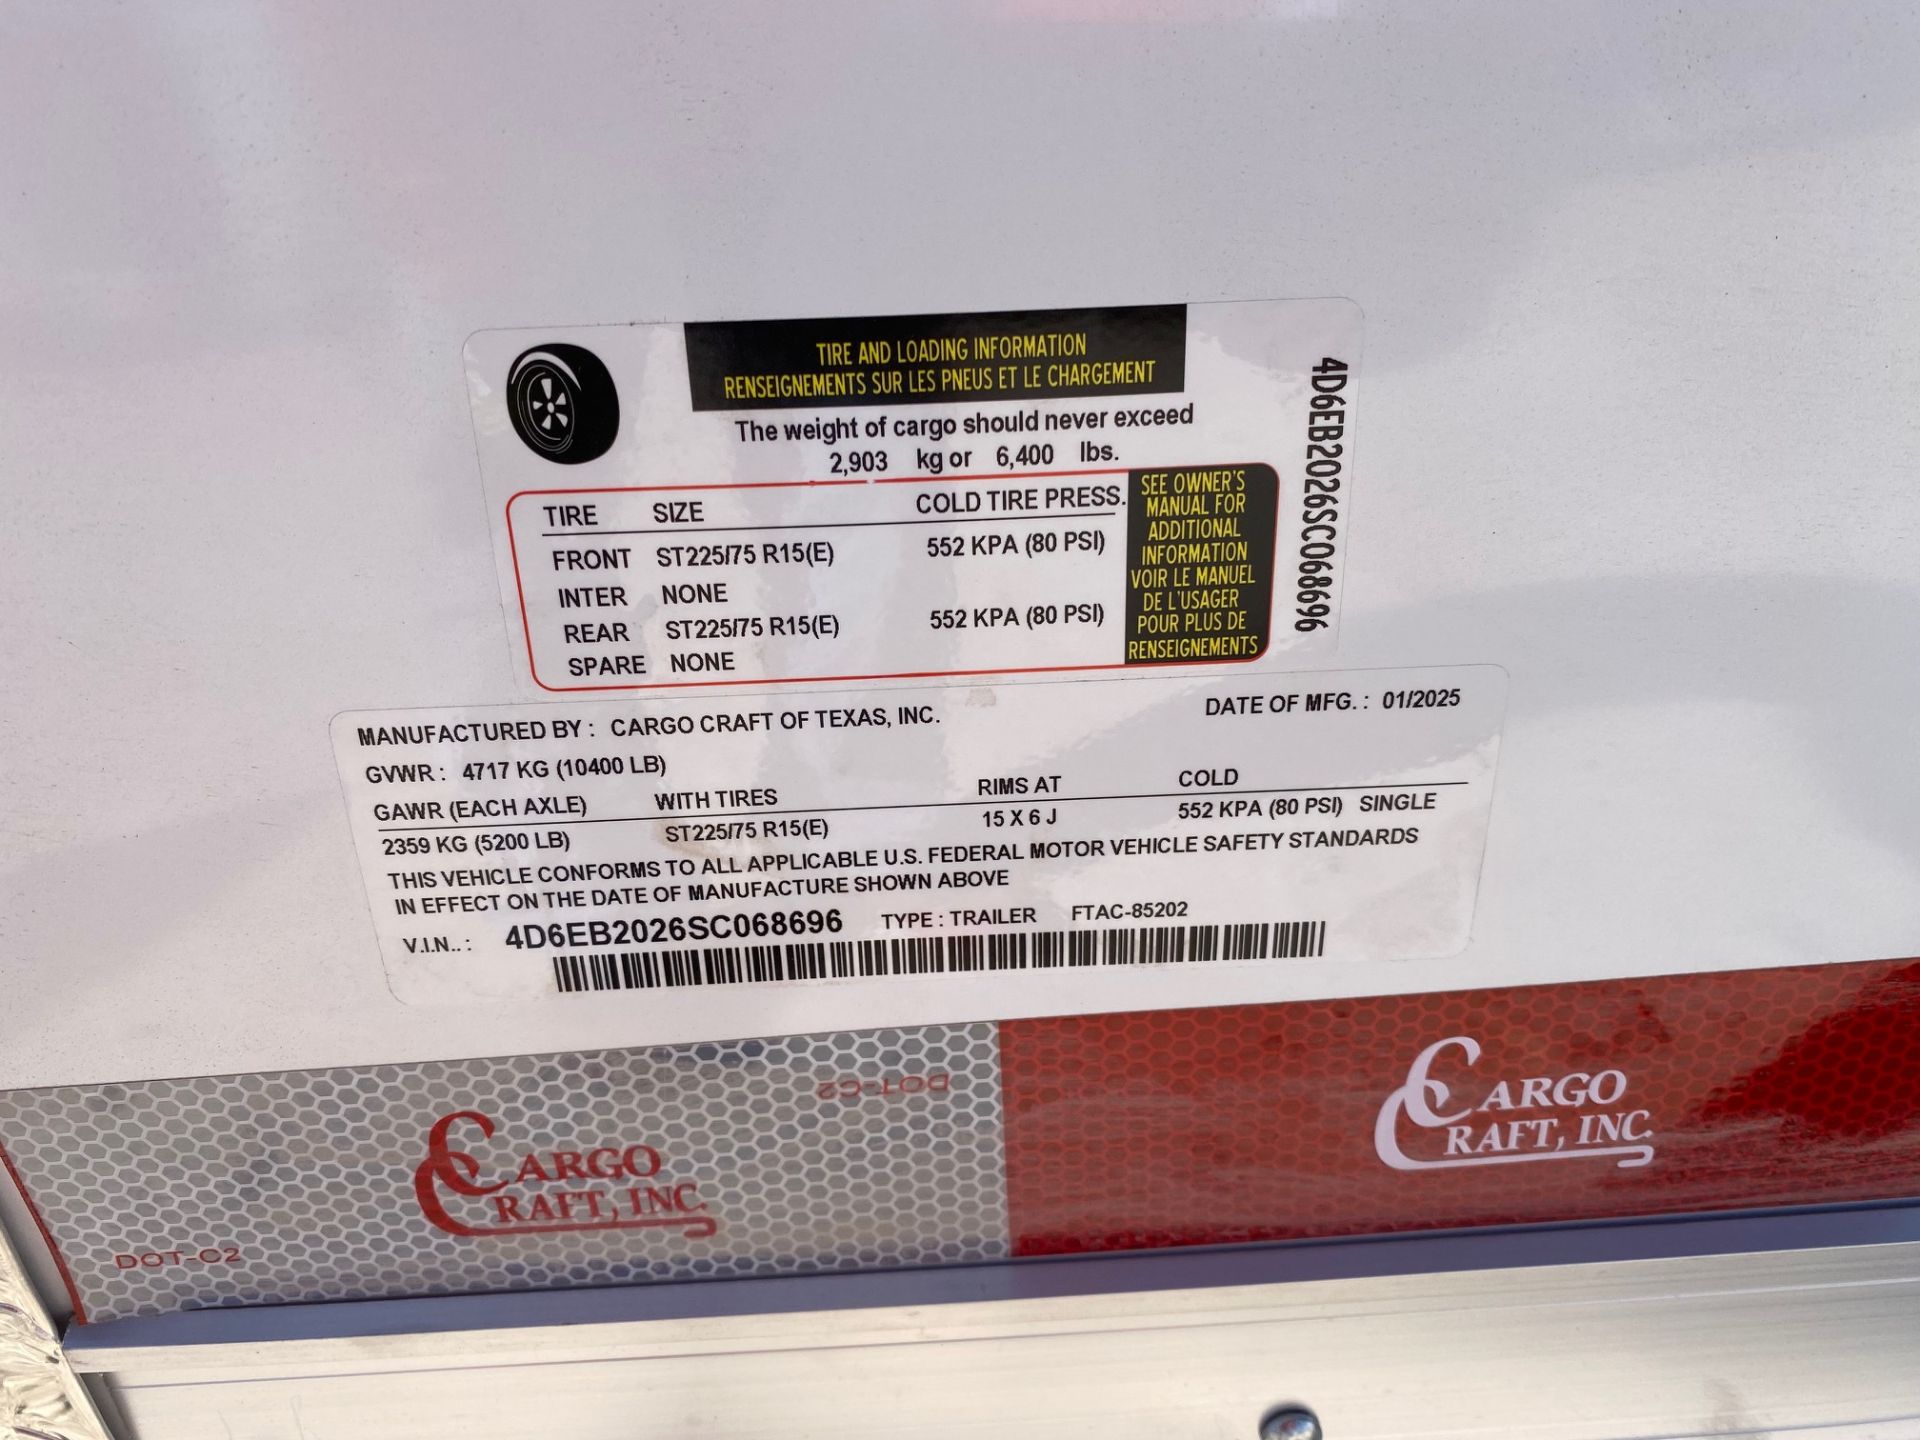 TIRE AND LOADING INFORMATION
RENSEIGNEMENTS SUR LES PNEUS ET LE CHARGEMENT
The weight of cargo should never exceed
2,903 kg or 6,400 lbs.
TIRE SIZE COLD TIRE PRESS.
FRONT ST225/75 R15(E) 552 KPA (80 PSI)
INTER NONE
REAR ST225/75 R15(E) 552 KPA (80 PSI)
SPARE NONE
SEE OWNER'S
MANUAL FOR
ADDITIONAL
INFORMATION
VOIR LE MANUEL
DE L'USAGER
POUR PLUS DE
RENSEIGNEMENTS
4D6EB2026SC068696
MANUFACTURED BY : CARGO CRAFT OF TEXAS, INC. DATE OF MFG. : 01/2025
GVWR : 4717 KG (10400 LB)
GAWR (EACH AXLE) WITH TIRES RIMS AT COLD
2359 KG (5200 LB) ST225/75 R15(E) 15 X 6 J 552 KPA (80 PSI) SINGLE
THIS VEHICLE CONFORMS TO ALL APPLICABLE U.S. FEDERAL MOTOR VEHICLE SAFETY STANDARDS
IN EFFECT ON THE DATE OF MANUFACTURE SHOWN ABOVE
V.I.N.. : 4D6EB2026SC068696 TYPE : TRAILER FTAC-85202
DOT-C2
CARGO
CRAFT, INC.
DOT-C2
CARGO
CRAFT, INC.